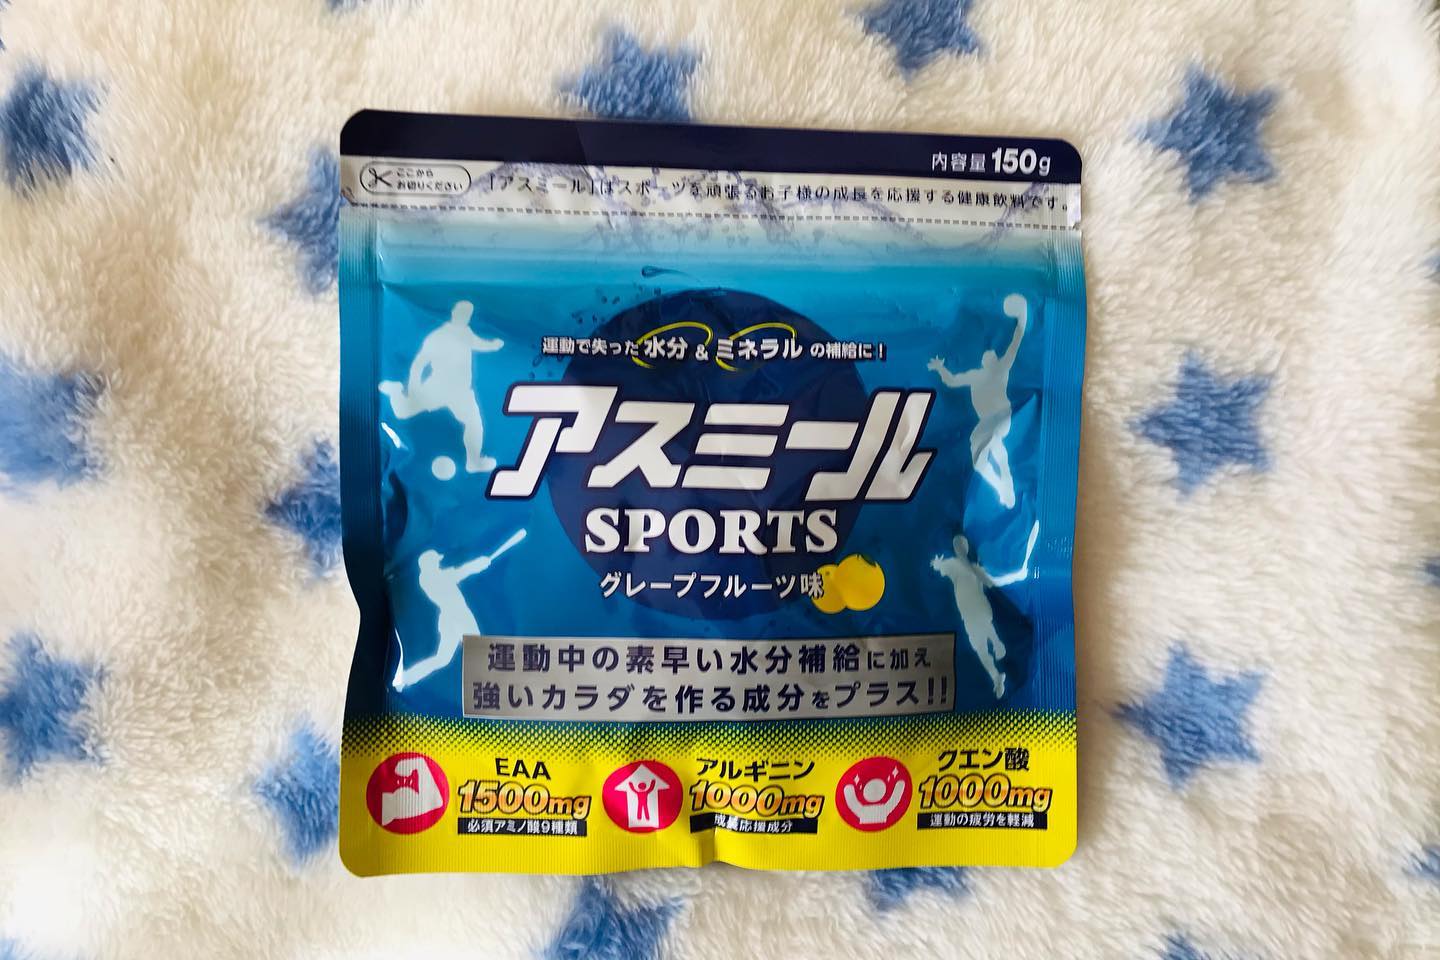 内容量150g
ここから
お切りください
「アスミール」はスポーツを頑張るお子様の成長を応援する健康飲料です。
運動で失った水分&ミネラルの補給に!
アスミール
SPORTS
グレープフルーツ味
運動中の素早い水分補給に加え
強いカラダを作る成分をプラス!!
EAA
1500mg
必須アミノ酸9種類
アルギニン
1000mg
成長応援成分
クエン酸
1000mg
運動の疲労を軽減